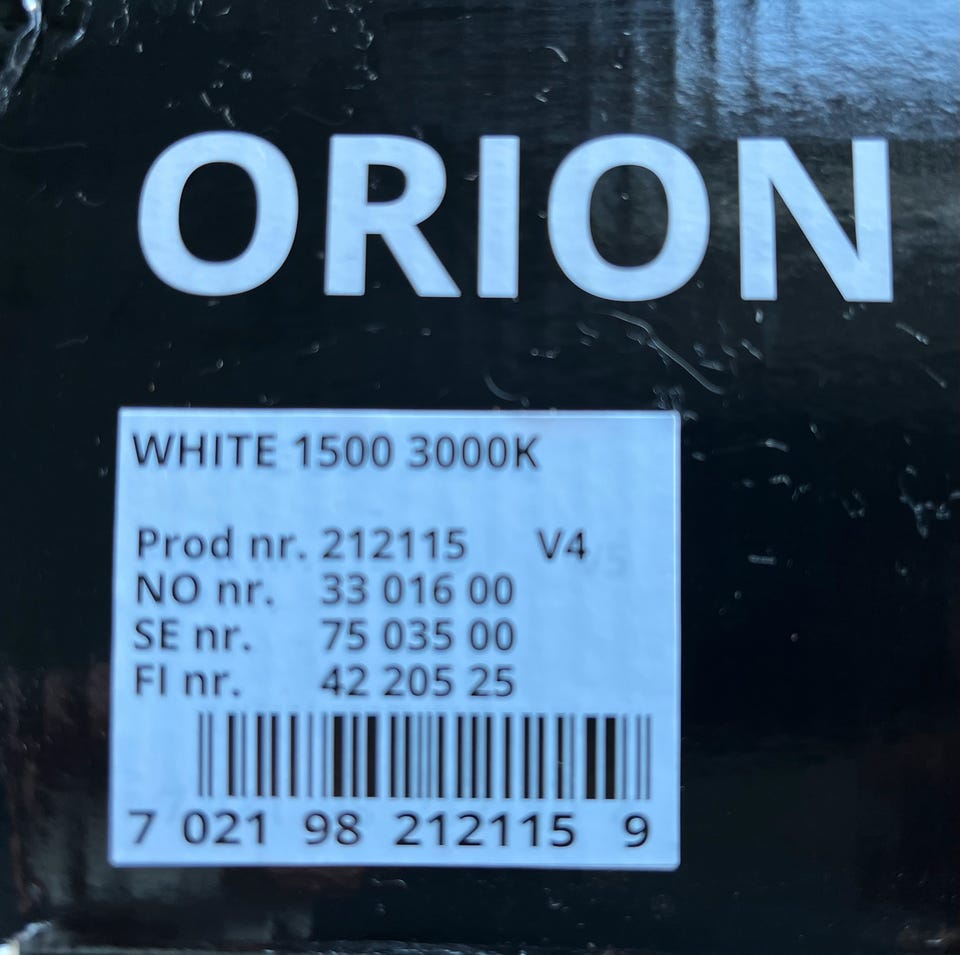 ORION
WHITE 1500 3000K
Prod nr. 212115 V4
NO nr. 33 016 00
SE nr. 75 035 00
FI nr. 42 205 25
7 021 98 212115 9